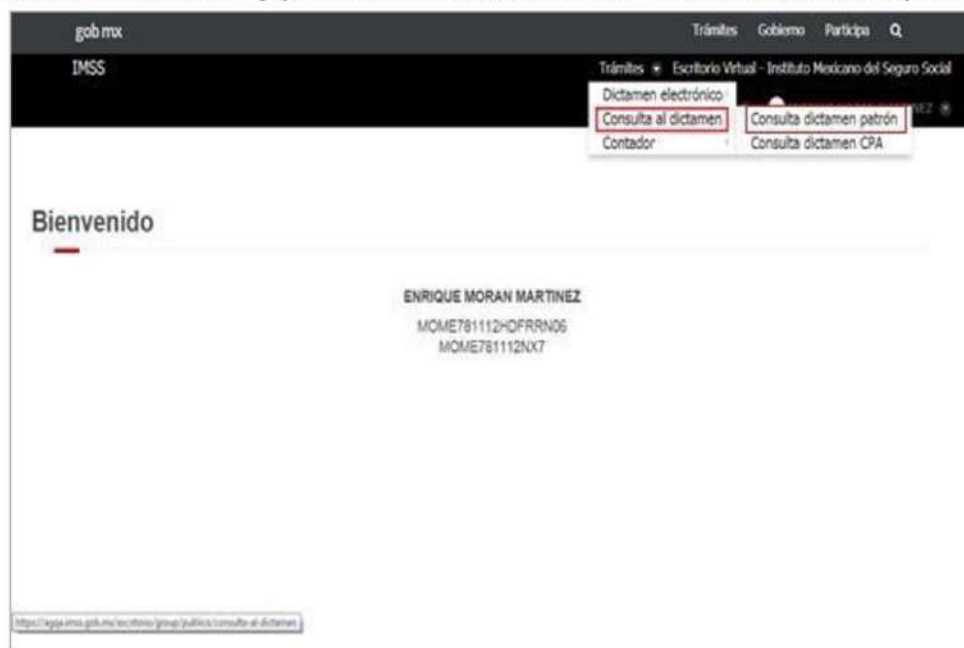 gob mx Trámites Gobierno Participa
IMSS Trámites Escritorio Virtual - Instituto Mexicano del Seguro Social
Dictamen electrónico
Consulta al dictamen Consulta dictamen patrón
Contador Consulta dictamen CPA
Bienvenido
ENRIQUE MORAN MARTINEZ
MOME781112HDFRRN06
MOME781112NX7